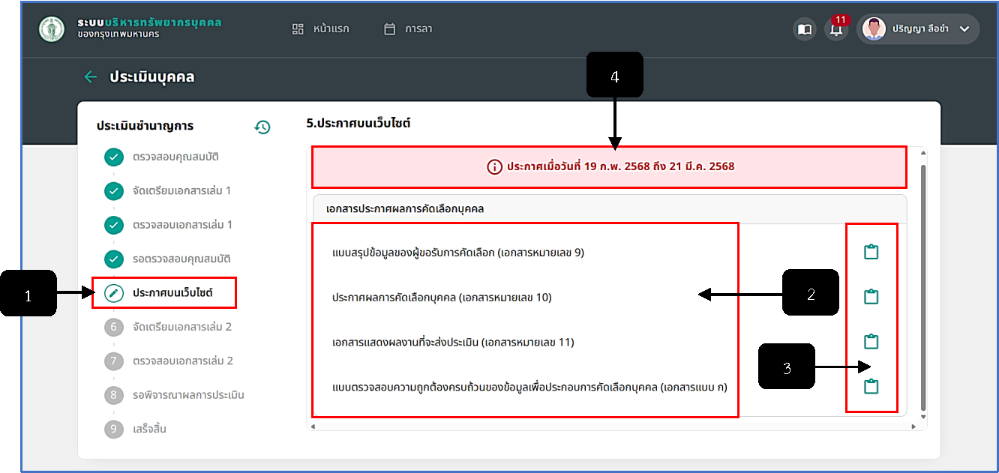 ระบบบริหารทรัพยากรบุคคล
ของกรุงเทพมหานคร
หน้าแรก
การลา
11
ปริญญา ลือขำ
ประเมินบุคคล
4
ประเมินชำนาญการ
5.ประกาศบนเว็บไซต์
ตรวจสอบคุณสมบัติ
ประกาศเมื่อวันที่ 19 ก.พ. 2568 ถึง 21 มี.ค. 2568
จัดเตรียมเอกสารเล่ม 1
เอกสารประกาศผลการคัดเลือกบุคคล
ตรวจสอบเอกสารเล่ม 1
แบบสรุปข้อมูลของผู้ขอรับการคัดเลือก (เอกสารหมายเลข 9)
รอตรวจสอบคุณสมบัติ
1
ประกาศบนเว็บไซต์
ประกาศผลการคัดเลือกบุคคล (เอกสารหมายเลข 10)
2
6 จัดเตรียมเอกสารเล่ม 2
เอกสารแสดงผลงานที่จะส่งประเมิน (เอกสารหมายเลข 11)
7 ตรวจสอบเอกสารเล่ม 2
3
8 รอพิจารณาผลการประเมิน
แบบตรวจสอบความถูกต้องครบถ้วนของข้อมูลเพื่อประกอบการคัดเลือกบุคคล (เอกสารแบบ ก)
9 เสร็จสิ้น